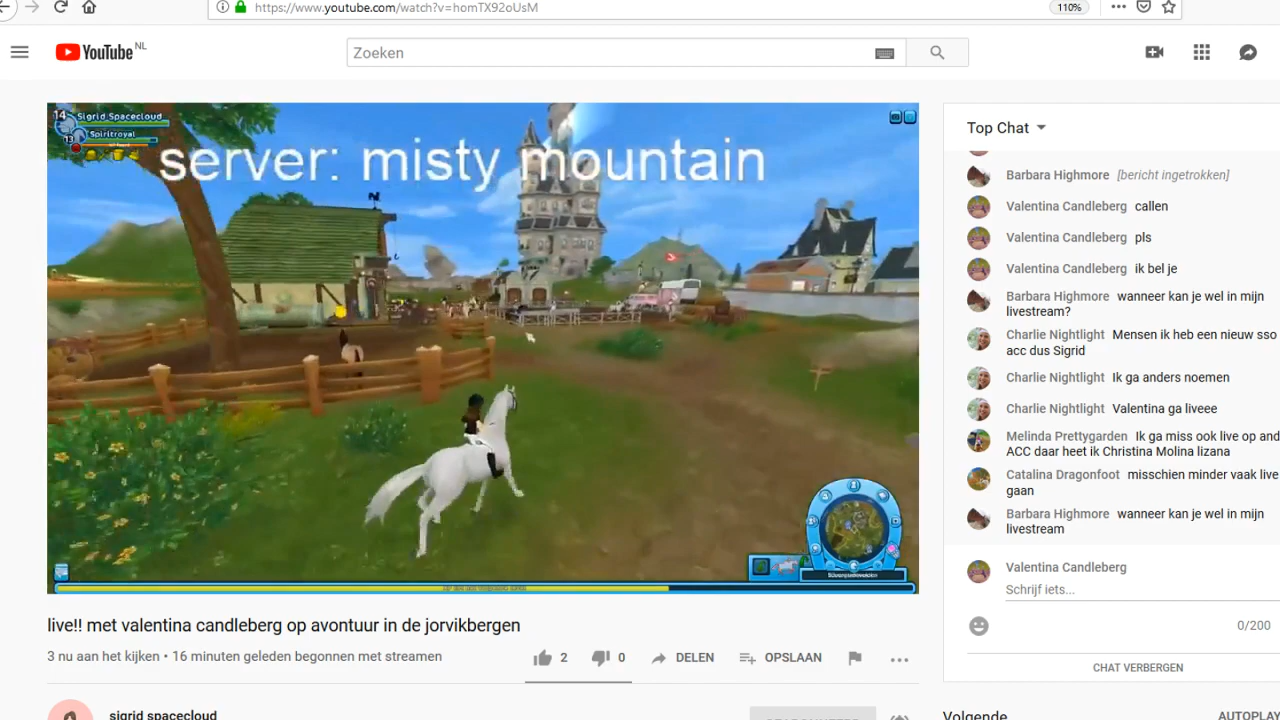 https://www.youtube.com/watch?v=homTX92oUsM
110%
YouTube NL
Zoeken
14 Sigrid Spacecloud
13 Spiritroyal
server: misty mountain
Top Chat
Barbara Highmore [bericht ingetrokken]
Valentina Candleberg callen
Valentina Candleberg pls
Valentina Candleberg ik bel je
Barbara Highmore wanneer kan je wel in mijn
livestream?
Charlie Nightlight Mensen ik heb een nieuw sso
acc dus Sigrid
Charlie Nightlight Ik ga anders noemen
Charlie Nightlight Valentina ga liveee
Melinda Prettygarden Ik ga miss ook live op and
ACC daar heet ik Christina Molina lizana
Catalina Dragonfoot misschien minder vaak live
gaan
Barbara Highmore wanneer kan je wel in mijn
livestream
Valentina Candleberg
Schrijf iets...
0/200
CHAT VERBERGEN
live!! met valentina candleberg op avontuur in de jorvikbergen
3 nu aan het kijken • 16 minuten geleden begonnen met streamen
2 0 DELEN OPSLAAN
sigrid spacecloud
Volgende
AUTOPLAY